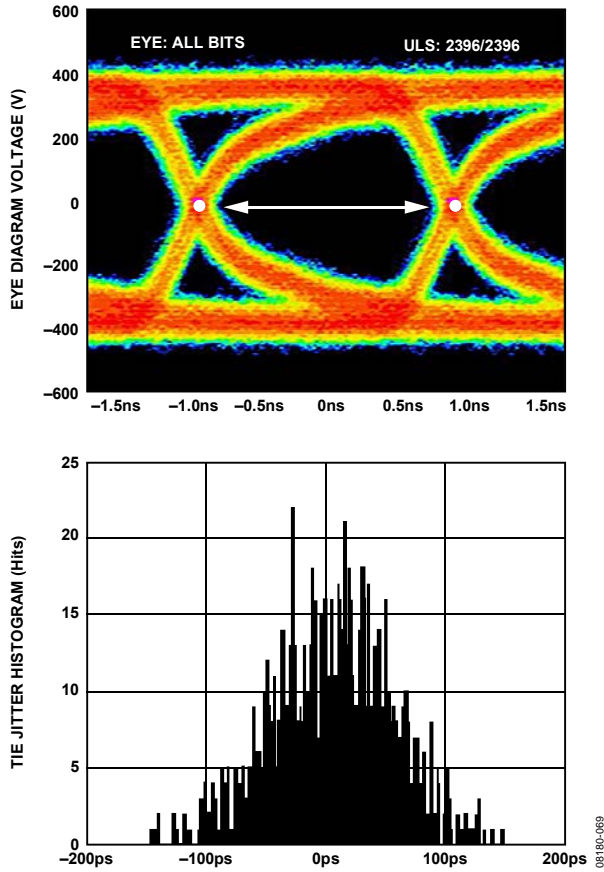 EYE DIAGRAM VOLTAGE (V)
600
400
200
0
–200
–400
–600
EYE: ALL BITS
ULS: 2396/2396
–1.5ns –1.0ns –0.5ns 0ns 0.5ns 1.0ns 1.5ns
TIE JITTER HISTOGRAM (Hits)
25
20
15
10
5
0
–200ps –100ps 0ps 100ps 200ps
08180-069